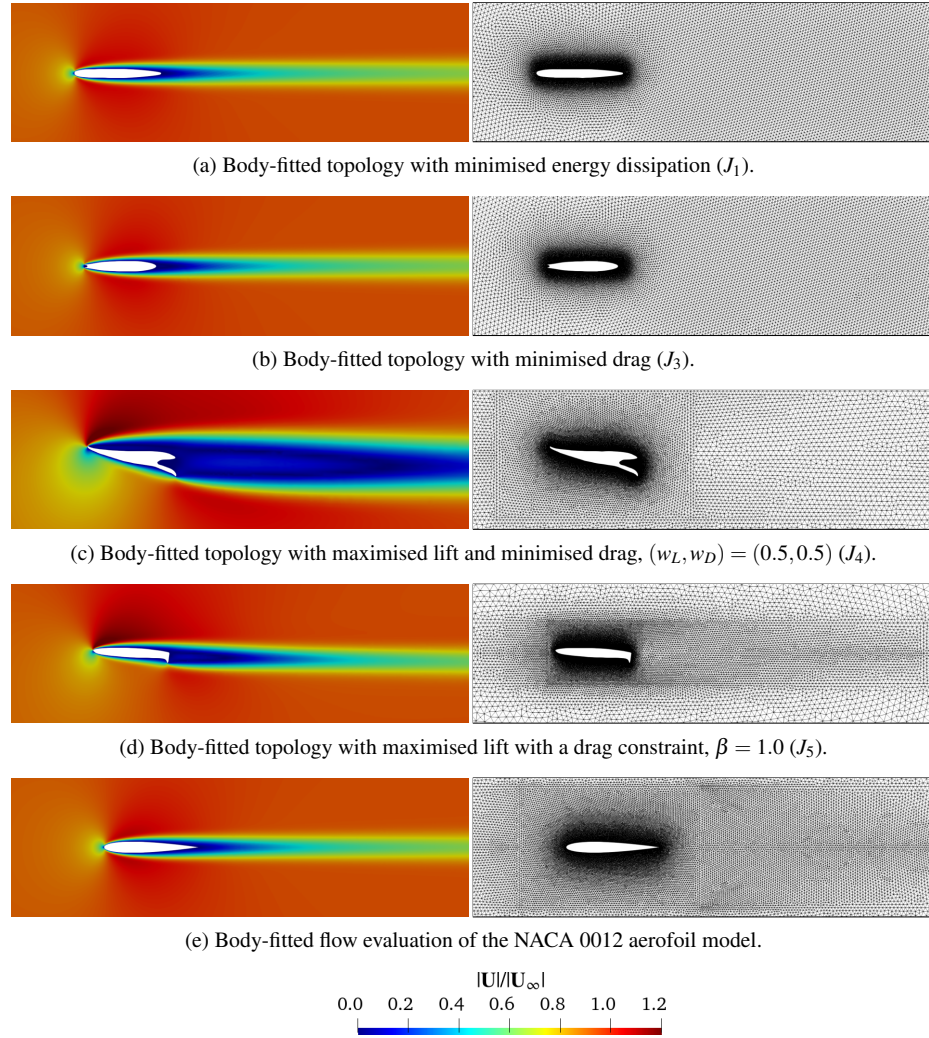 (a) Body-fitted topology with minimised energy dissipation (J₁).
(b) Body-fitted topology with minimised drag (J₃).
(c) Body-fitted topology with maximised lift and minimised drag, (w_L, w_D) = (0.5, 0.5) (J₄).
(d) Body-fitted topology with maximised lift with a drag constraint, β = 1.0 (J₅).
(e) Body-fitted flow evaluation of the NACA 0012 aerofoil model.
|U|/|U_∞|
0.0 0.2 0.4 0.6 0.8 1.0 1.2